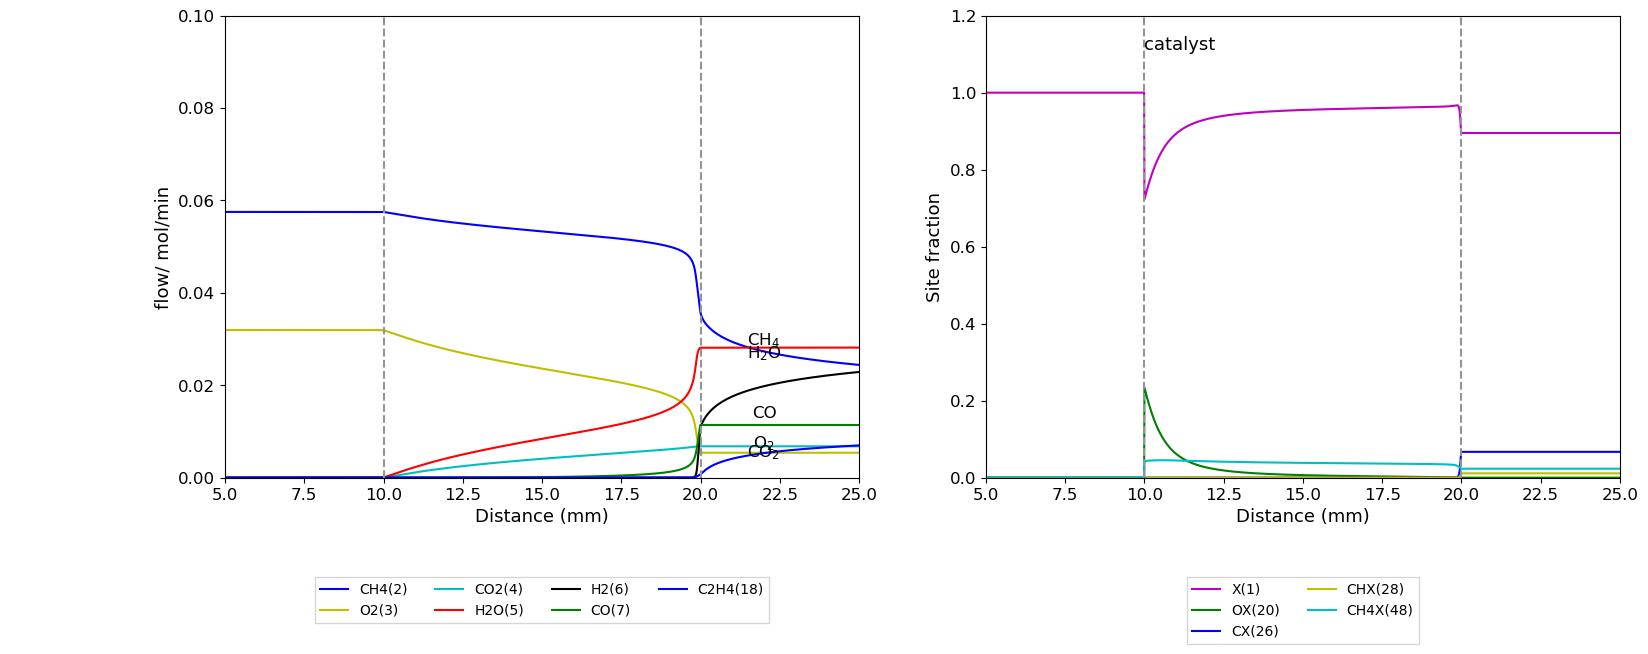 0.10
0.08
0.06
0.04
0.02
0.00
flow/ mol/min
CH4
H2O
CO
O2
CO2
5.0 7.5 10.0 12.5 15.0 17.5 20.0 22.5 25.0
Distance (mm)
CH4(2) CO2(4) H2(6) C2H4(18)
O2(3) H2O(5) CO(7)
1.2
1.0
0.8
0.6
0.4
0.2
0.0
Site fraction
catalyst
5.0 7.5 10.0 12.5 15.0 17.5 20.0 22.5 25.0
Distance (mm)
X(1) CHX(28)
OX(20) CH4X(48)
CX(26)